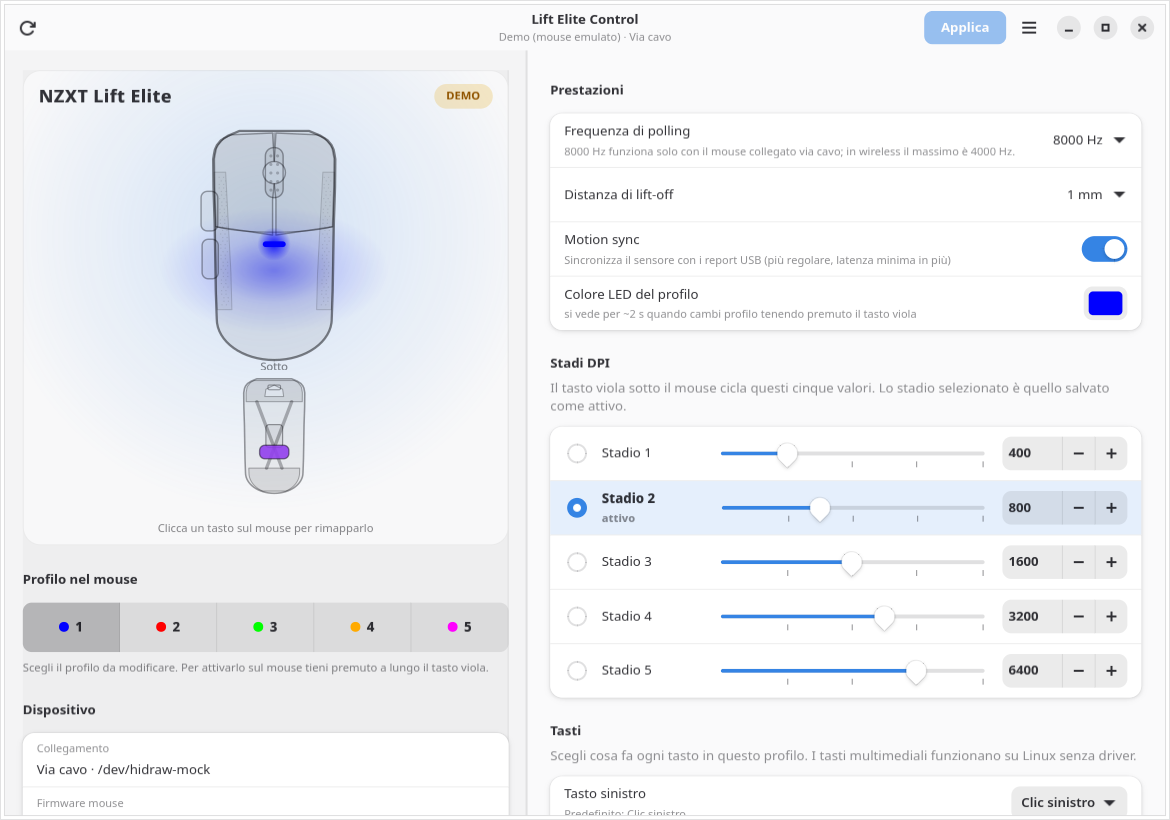 Lift Elite Control
Demo (mouse emulato) · Via cavo
Applica
NZXT Lift Elite
DEMO
Sotto
Clicca un tasto sul mouse per rimapparlo
Profilo nel mouse
1
2
3
4
5
Scegli il profilo da modificare. Per attivarlo sul mouse tieni premuto a lungo il tasto viola.
Dispositivo
Collegamento
Via cavo · /dev/hidraw-mock
Firmware mouse
Prestazioni
Frequenza di polling
8000 Hz funziona solo con il mouse collegato via cavo; in wireless il massimo è 4000 Hz.
8000 Hz
Distanza di lift-off
1 mm
Motion sync
Sincronizza il sensore con i report USB (più regolare, latenza minima in più)
Colore LED del profilo
si vede per ~2 s quando cambi profilo tenendo premuto il tasto viola
Stadi DPI
Il tasto viola sotto il mouse cicla questi cinque valori. Lo stadio selezionato è quello salvato
come attivo.
Stadio 1
400
Stadio 2
attivo
800
Stadio 3
1600
Stadio 4
3200
Stadio 5
6400
Tasti
Scegli cosa fa ogni tasto in questo profilo. I tasti multimediali funzionano su Linux senza driver.
Tasto sinistro
Predefinito: Clic sinistro
Clic sinistro